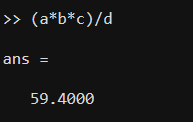 >> (a*b*c)/d
ans =
59.4000